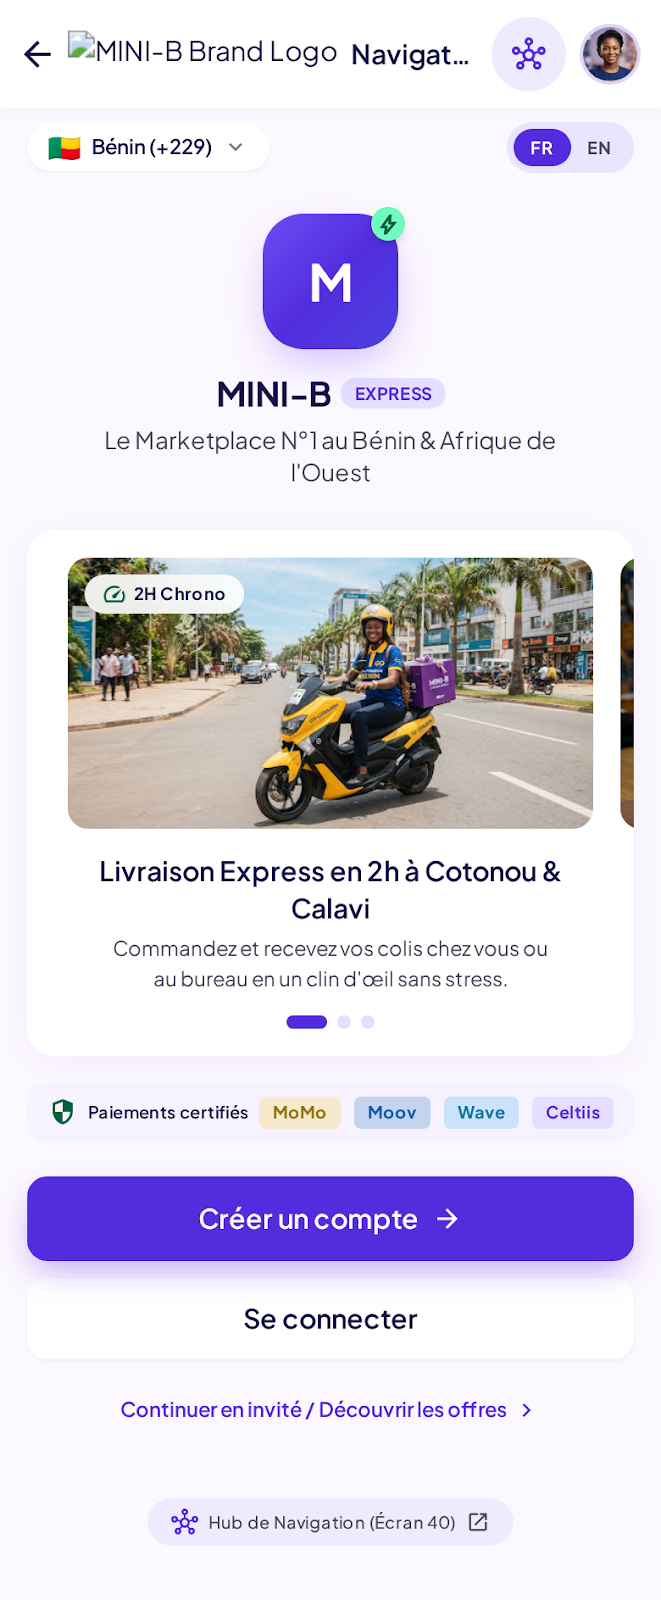 MINI-B Brand Logo
Navigat...
Bénin (+229)
FR
EN
M
MINI-B
EXPRESS
Le Marketplace N°1 au Bénin & Afrique de
l'Ouest
2H Chrono
GO
BENIN
MINI-B
Livraison Express en 2h à Cotonou &
Calavi
Commandez et recevez vos colis chez vous ou
au bureau en un clin d'œil sans stress.
Paiements certifiés
MoMo
Moov
Wave
Celtiis
Créer un compte
Se connecter
Continuer en invité / Découvrir les offres
Hub de Navigation (Écran 40)